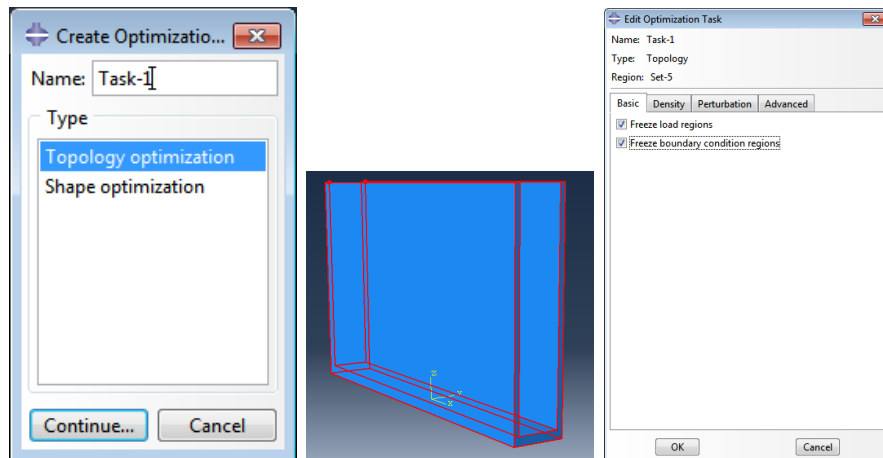 Create Optimizatio...
Name: Task-1
Type
Topology optimization
Shape optimization
Continue... Cancel
Z
Y
X
Edit Optimization Task
Name: Task-1
Type: Topology
Region: Set-5
Basic Density Perturbation Advanced
Freeze load regions
Freeze boundary condition regions
OK Cancel